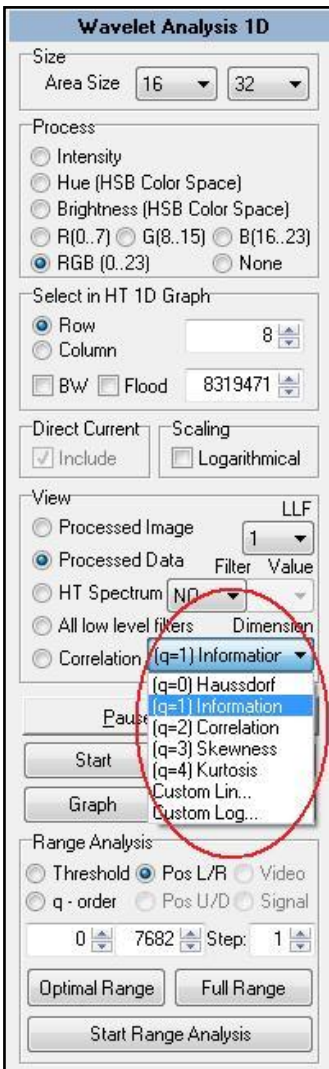 Wavelet Analysis 1D
Size
Area Size 16 32
Process
Intensity
Hue (HSB Color Space)
Brightness (HSB Color Space)
R(0..7) G(8..15) B(16..23)
RGB (0..23) None
Select in HT 1D Graph
Row
8
Column
BW Flood 8319471
Direct Current Scaling
Include Logarithmical
View
LLF
Processed Image
1
Processed Data Filter Value
HT Spectrum NO
All low level filters Dimension
Correlation (q=1) Information
(q=0) Haussdorf
(q=1) Information
Pause
(q=2) Correlation
(q=3) Skewness
Start
(q=4) Kurtosis
Custom Lin...
Graph
Custom Log...
Range Analysis
Threshold Pos L/R Video
q - order Pos U/D Signal
0 7682 Step: 1
Optimal Range Full Range
Start Range Analysis